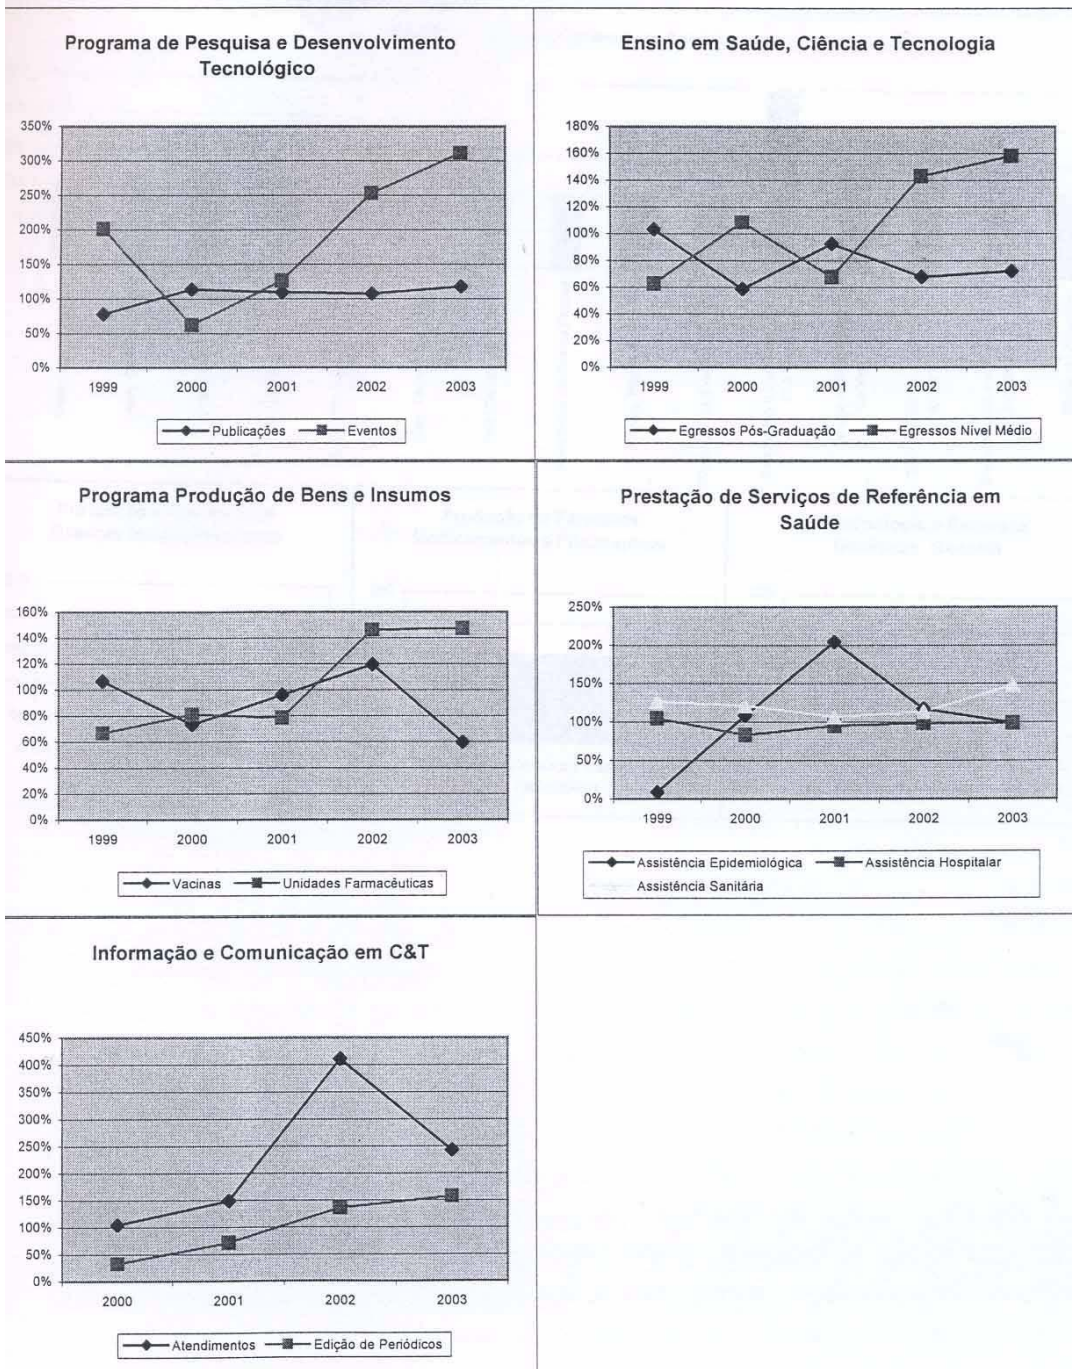 Programa de Pesquisa e Desenvolvimento
Tecnológico
350%
300%
250%
200%
150%
100%
50%
0%
1999 2000 2001 2002 2003
Publicações Eventos
Ensino em Saúde, Ciência e Tecnologia
180%
160%
140%
120%
100%
80%
60%
40%
20%
0%
1999 2000 2001 2002 2003
Egressos Pós-Graduação Egressos Nível Médio
Programa Produção de Bens e Insumos
160%
140%
120%
100%
80%
60%
40%
20%
0%
1999 2000 2001 2002 2003
Vacinas Unidades Farmacêuticas
Prestação de Serviços de Referência em
Saúde
250%
200%
150%
100%
50%
0%
1999 2000 2001 2002 2003
Assistência Epidemiológica Assistência Hospitalar
Assistência Sanitária
Informação e Comunicação em C&T
450%
400%
350%
300%
250%
200%
150%
100%
50%
0%
2000 2001 2002 2003
Atendimentos Edição de Periódicos